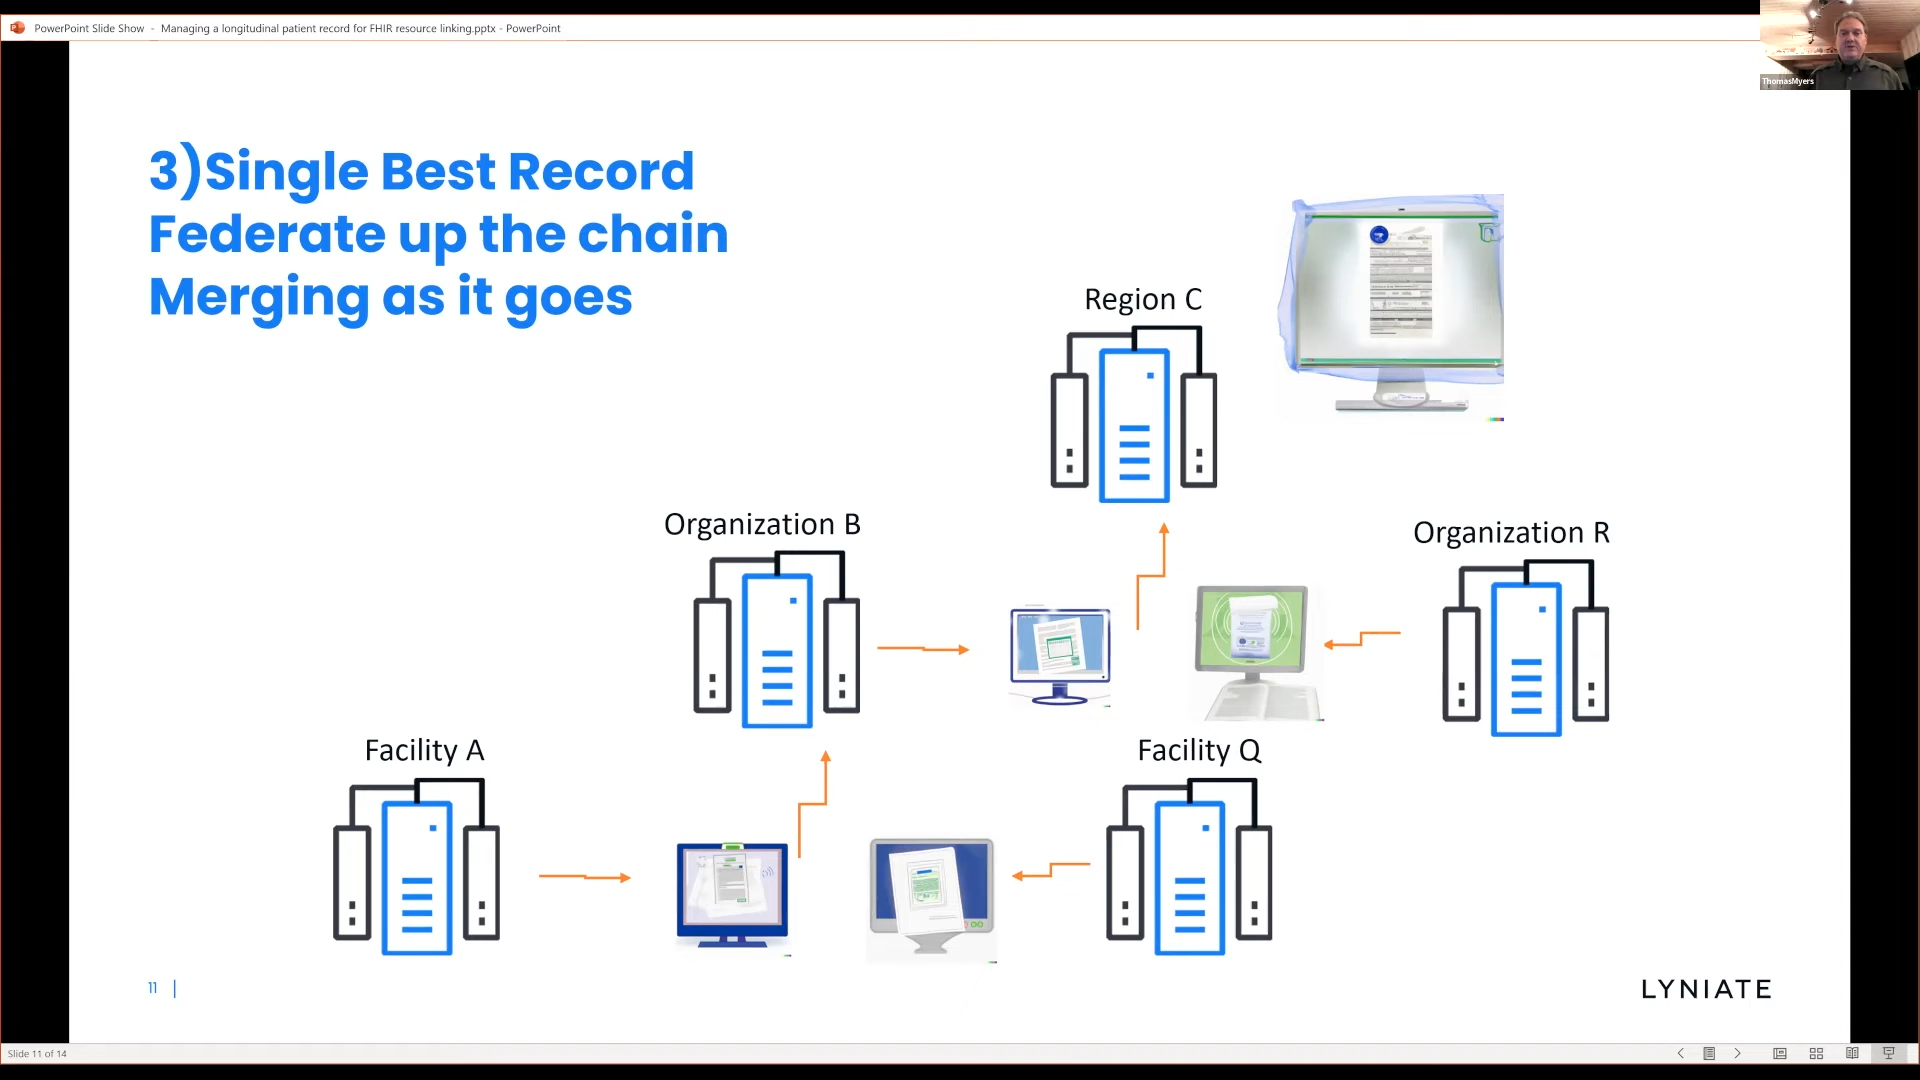 PowerPoint Slide Show - Managing a longitudinal patient record for FHIR resource linking.pptx - PowerPoint
ThomasMyers
3)Single Best Record
Federate up the chain
Merging as it goes
Region C
Organization B
Organization R
Facility A
Facility Q
11 |
LYNIATE
Slide 11 of 14